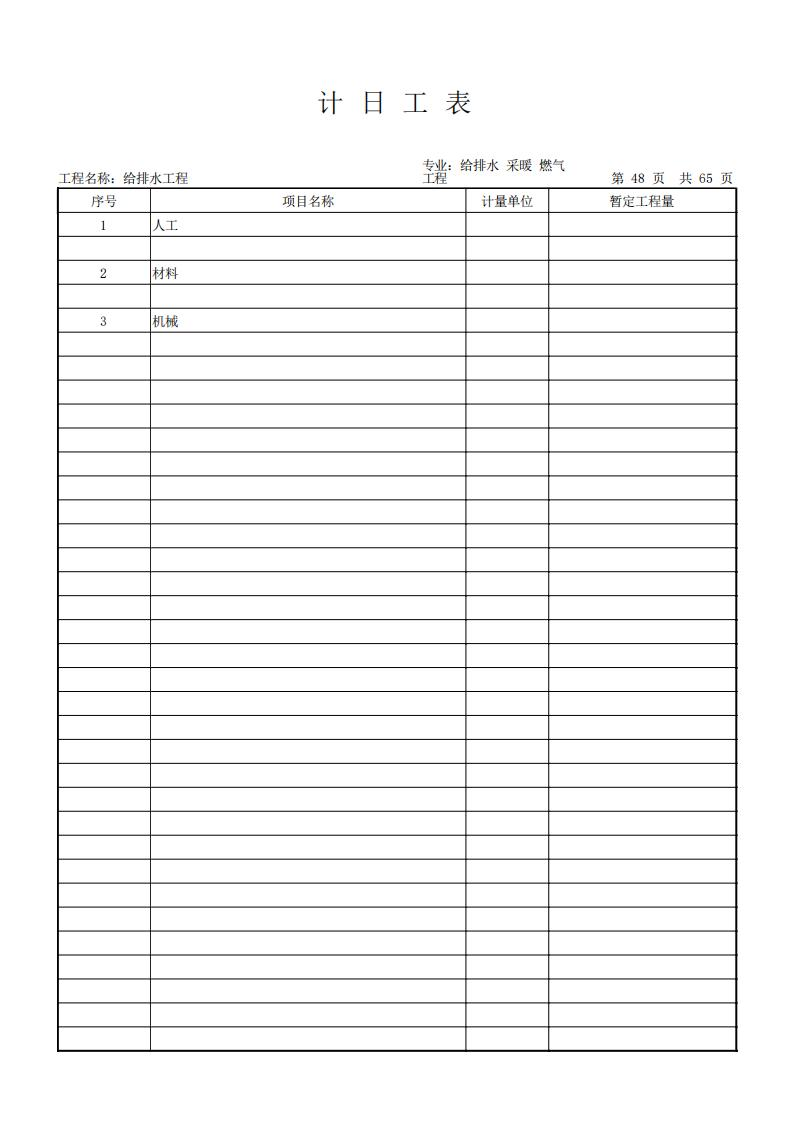 计 日 工 表
专业：给排水 采暖 燃气
工程名称：给排水工程 工程 第 48 页 共 65 页
序号 项目名称 计量单位 暂定工程量
1 人工
2 材料
3 机械